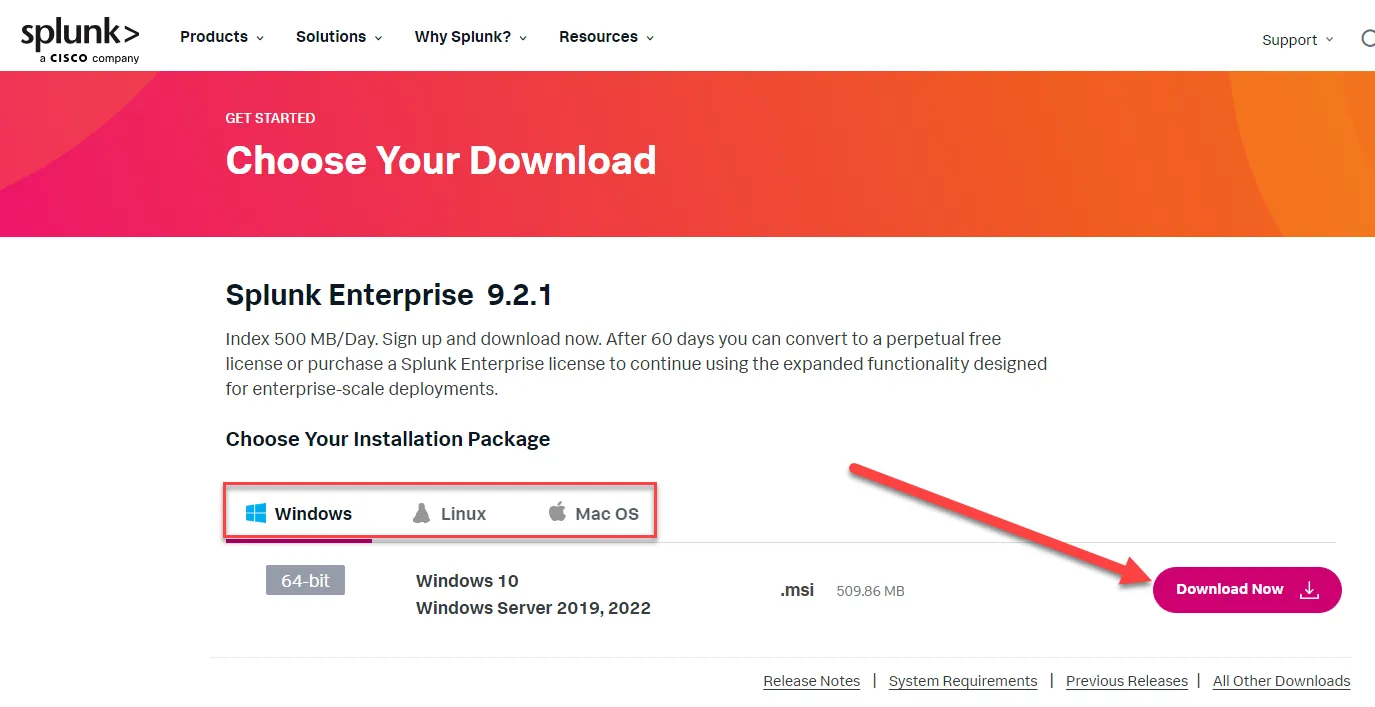 splunk>
a CISCO company
Products
Solutions
Why Splunk?
Resources
Support
GET STARTED
Choose Your Download
Splunk Enterprise 9.2.1
Index 500 MB/Day. Sign up and download now. After 60 days you can convert to a perpetual free
license or purchase a Splunk Enterprise license to continue using the expanded functionality designed
for enterprise-scale deployments.
Choose Your Installation Package
Windows
Linux
Mac OS
64-bit
Windows 10
Windows Server 2019, 2022
.msi
509.86 MB
Download Now
Release Notes | System Requirements | Previous Releases | All Other Downloads